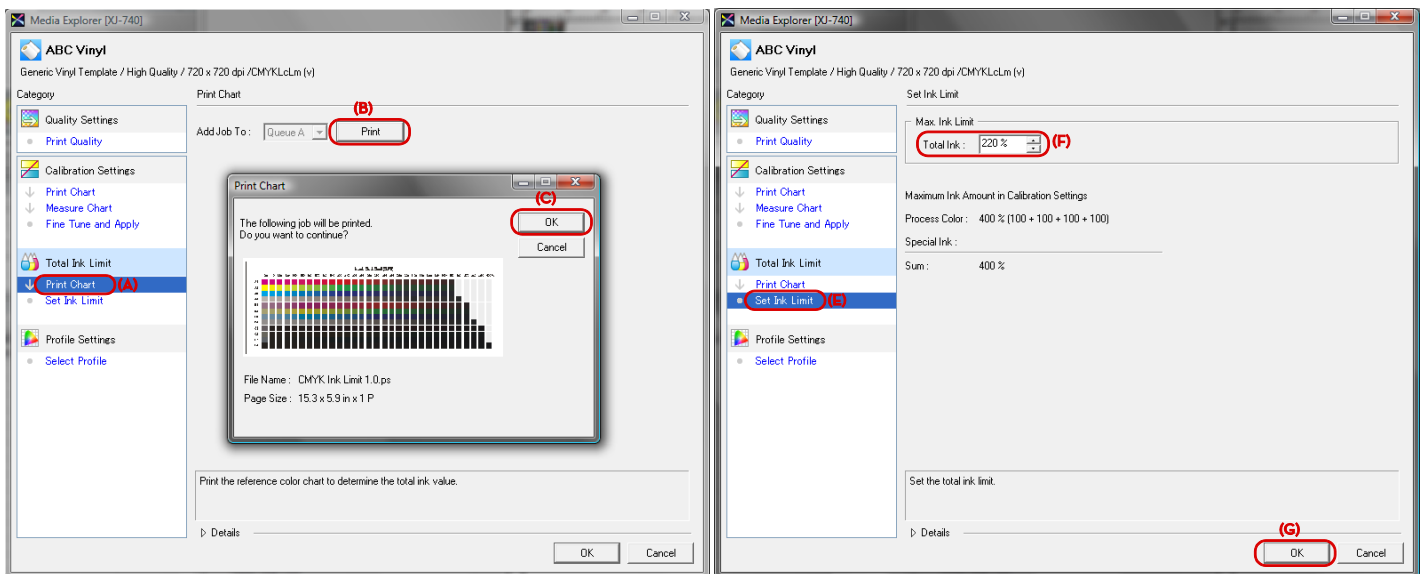 Media Explorer [XJ-740]
ABC Vinyl
Generic Vinyl Template / High Quality / 720 x 720 dpi /CMYKLcLm (v)
Category
Print Chart
Quality Settings
Print Quality
Calibration Settings
Print Chart
Measure Chart
Fine Tune and Apply
Total Ink Limit
Print Chart (A)
Set Ink Limit
Profile Settings
Select Profile
(B)
Add Job To : Queue A Print
Print Chart
(C)
The following job will be printed.
Do you want to continue?
OK
Cancel
File Name : CMYK Ink Limit 1.0.ps
Page Size : 15.3 x 5.9 in x 1 P
Print the reference color chart to determine the total ink value.
Details
OK Cancel
Media Explorer [XJ-740]
ABC Vinyl
Generic Vinyl Template / High Quality / 720 x 720 dpi /CMYKLcLm (v)
Category
Set Ink Limit
Quality Settings
Print Quality
Calibration Settings
Print Chart
Measure Chart
Fine Tune and Apply
Total Ink Limit
Print Chart
Set Ink Limit (E)
Profile Settings
Select Profile
Max. Ink Limit
Total Ink : 220 % (F)
Maximum Ink Amount in Calibration Settings
Process Color : 400 % (100 + 100 + 100 + 100)
Special Ink :
Sum : 400 %
Set the total ink limit.
Details
(G)
OK Cancel